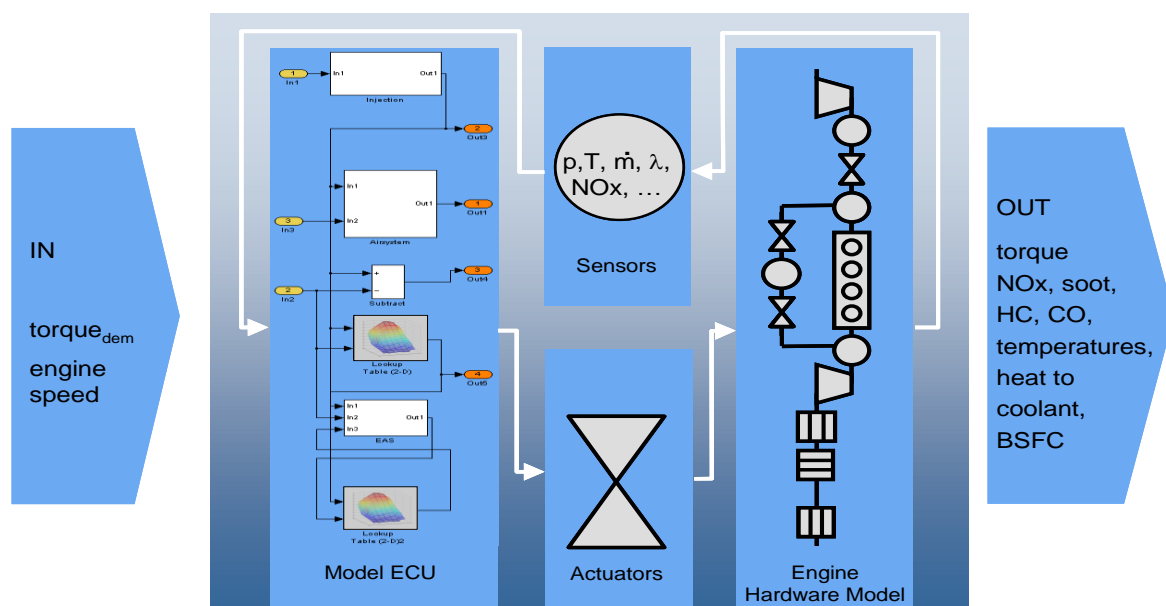 IN
torque_dem
engine
speed
1
In1
In1
Out1
Injection
2
Out3
In1
In2
Out1
Airsystem
1
Out1
3
In3
+
−
Subtract
3
Out4
2
In2
Lookup
Table (2-D)
4
Out5
In1
In2
In3
Out1
EAS
Lookup
Table (2-D)2
Model ECU
p,T, ṁ, λ,
NOx, …
Sensors
Actuators
Engine
Hardware Model
OUT
torque
NOx, soot,
HC, CO,
temperatures,
heat to
coolant,
BSFC